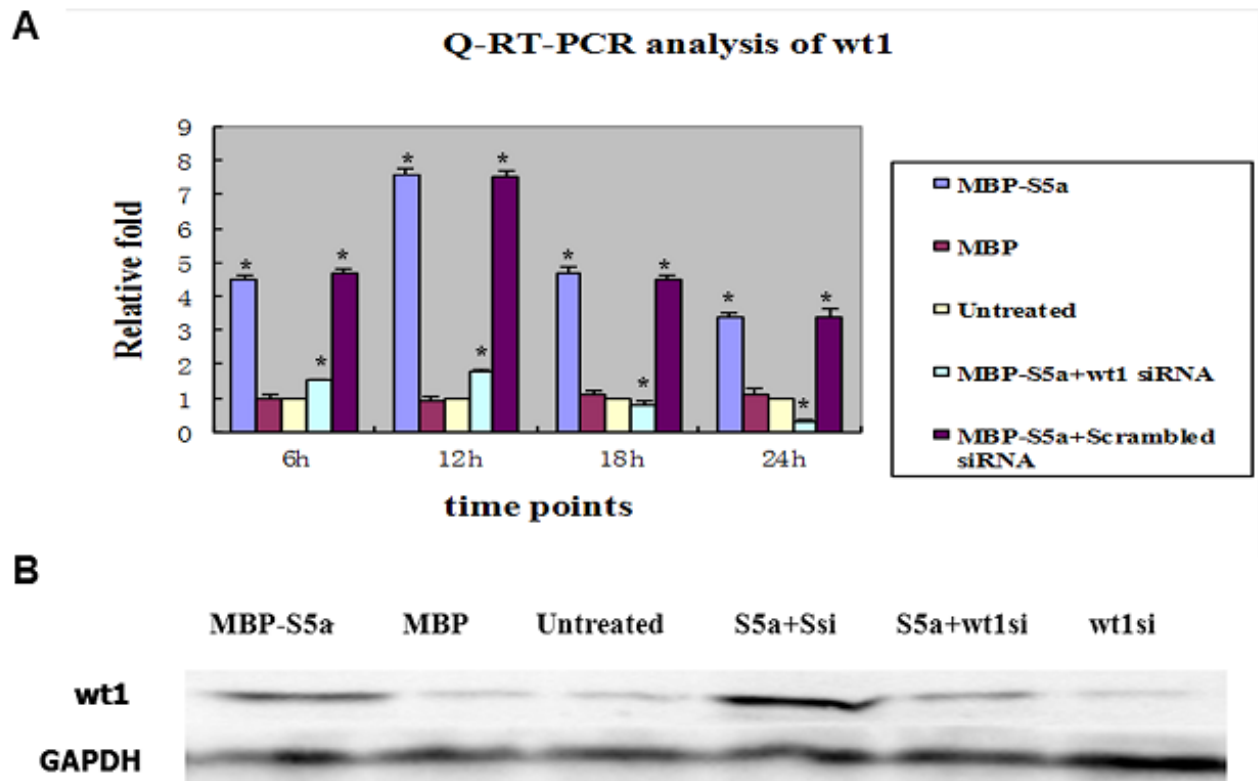 A
Q-RT-PCR analysis of wt1
Relative fold
9
8
7
6
5
4
3
2
1
0
* * * *
* * * *
* * * *
6h 12h 18h 24h
time points
MBP-S5a
MBP
Untreated
MBP-S5a+wt1 siRNA
MBP-S5a+Scrambled
siRNA
B
MBP-S5a MBP Untreated S5a+Ssi S5a+wt1si wt1si
wt1
GAPDH